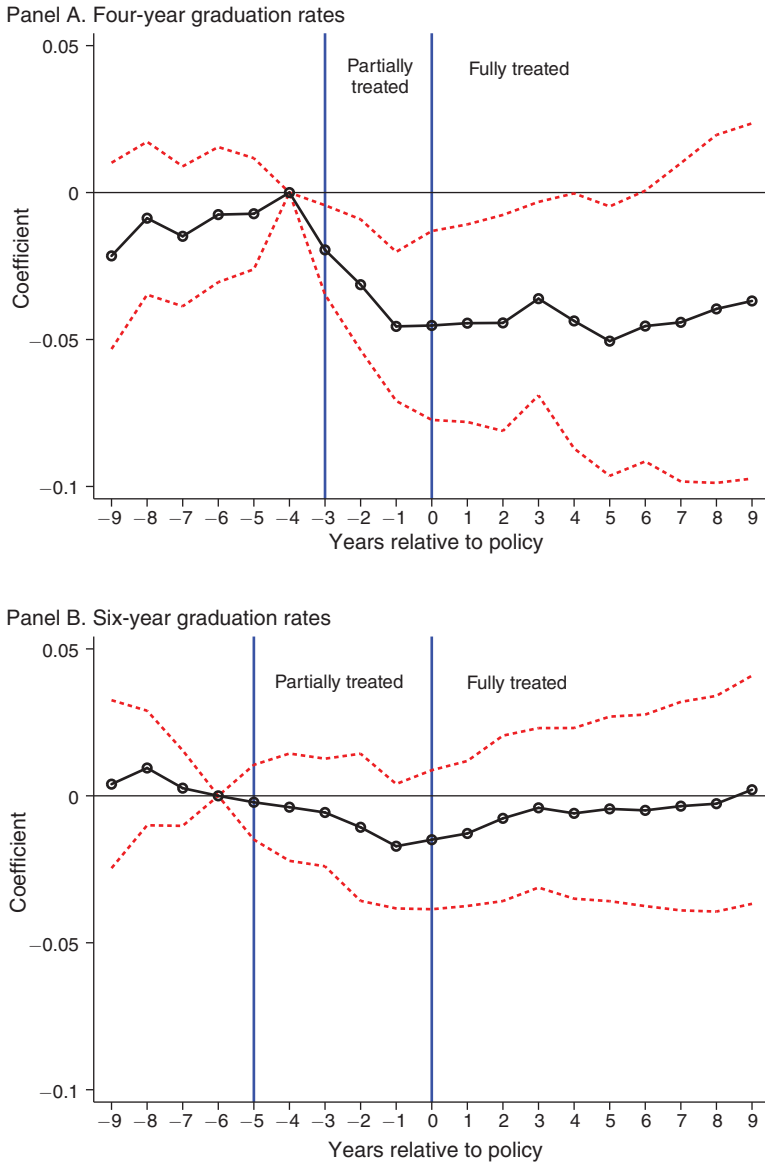 Panel A. Four-year graduation rates
0.05
Partially
treated
Fully treated
0
Coefficient
−0.05
−0.1
−9 −8 −7 −6 −5 −4 −3 −2 −1 0 1 2 3 4 5 6 7 8 9
Years relative to policy
Panel B. Six-year graduation rates
0.05
Partially treated
Fully treated
0
Coefficient
−0.05
−0.1
−9 −8 −7 −6 −5 −4 −3 −2 −1 0 1 2 3 4 5 6 7 8 9
Years relative to policy